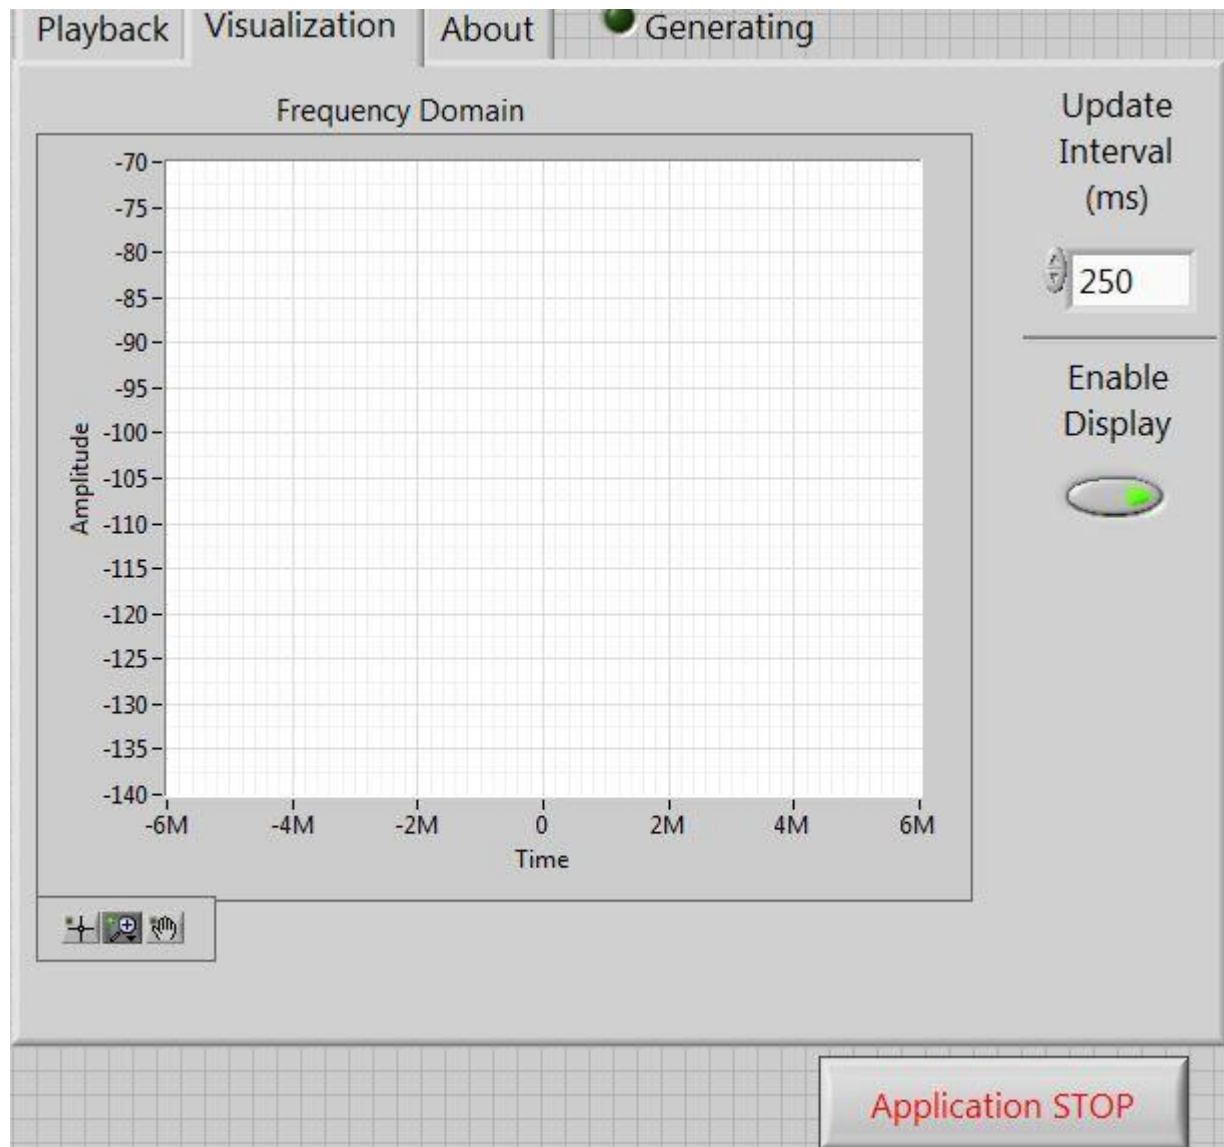 Playback
Visualization
About
Generating
Frequency Domain
-70
-75
-80
-85
-90
-95
-100
-105
-110
-115
-120
-125
-130
-135
-140
Amplitude
-6M
-4M
-2M
0
2M
4M
6M
Time
Update
Interval
(ms)
250
Enable
Display
Application STOP